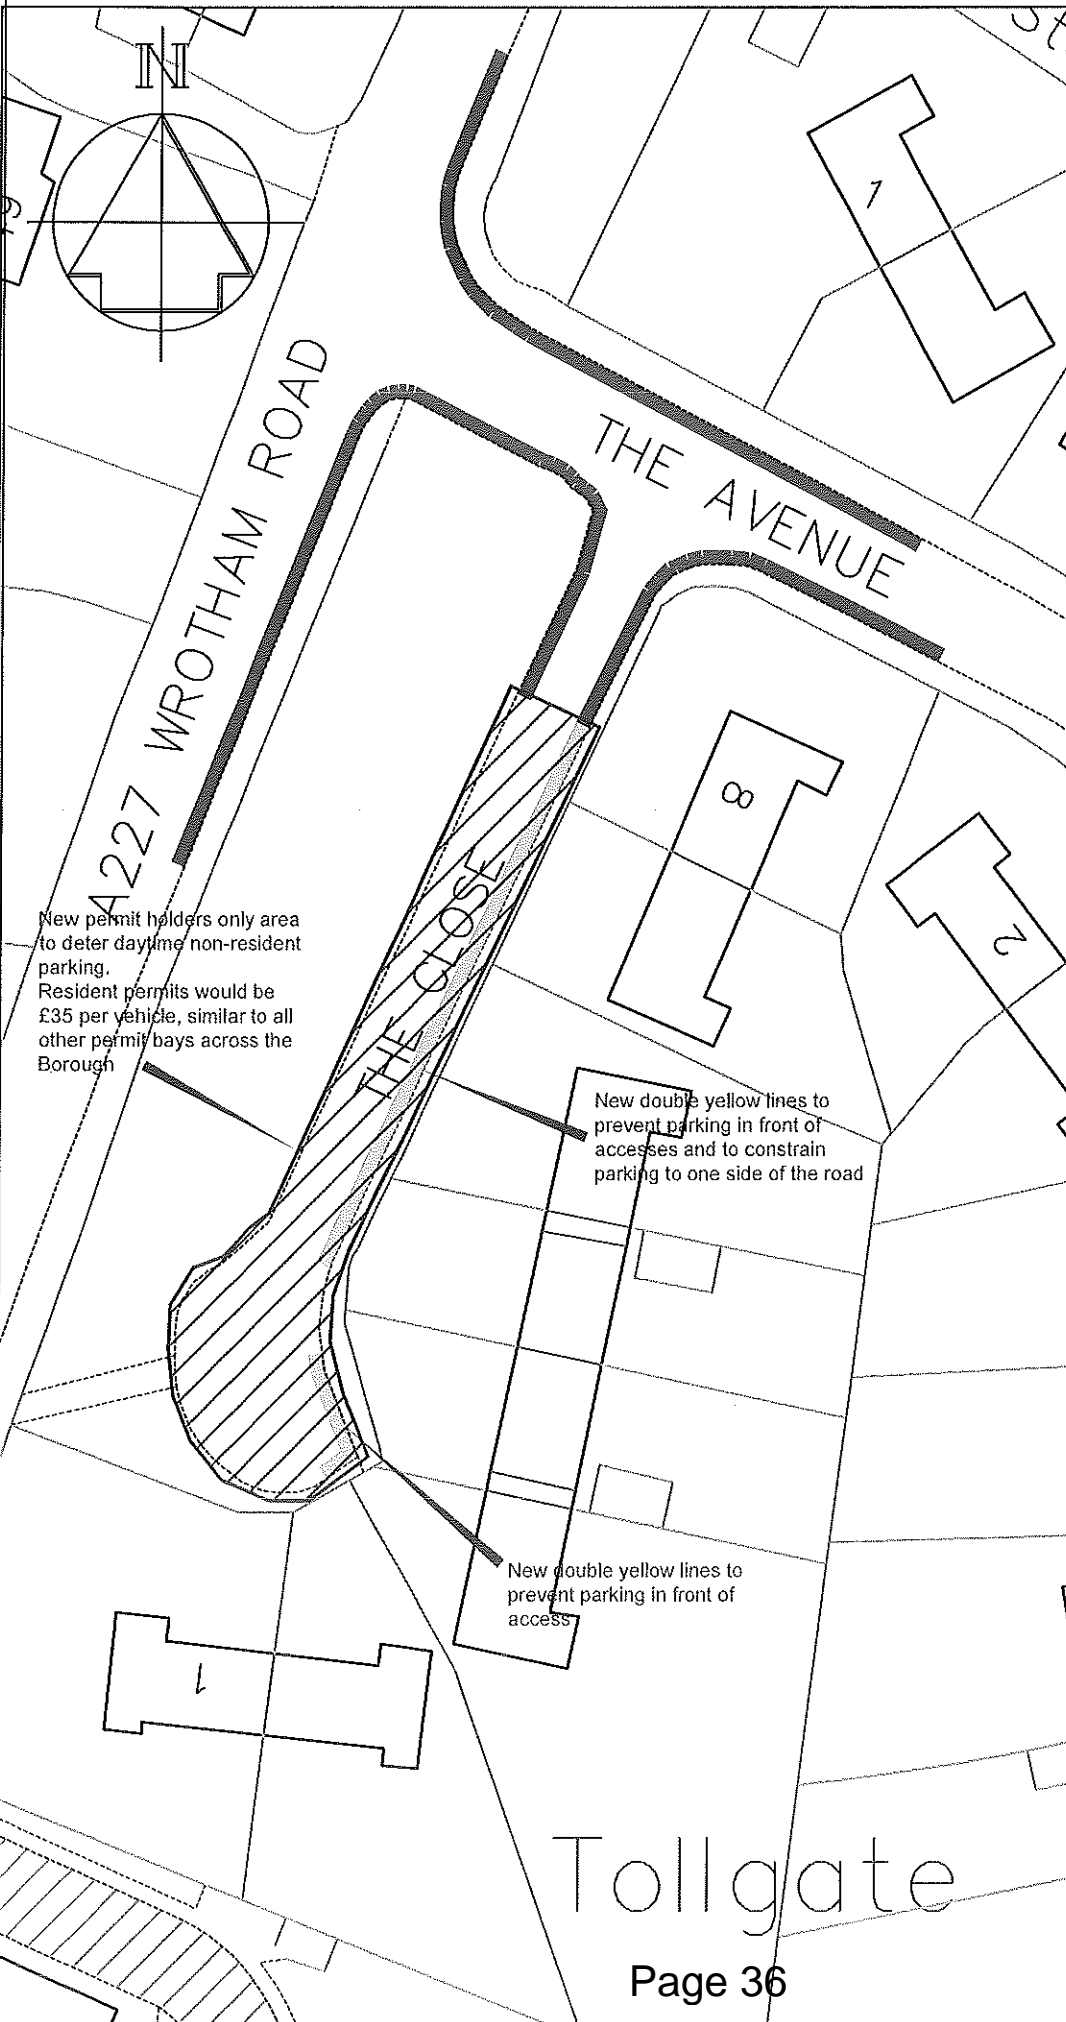 St
N
1
THE AVENUE
A227 WROTHAM ROAD
8
2
THE CLOSE
New permit holders only area
to deter daytime non-resident
parking.
Resident permits would be
£35 per vehicle, similar to all
other permit bays across the
Borough
New double yellow lines to
prevent parking in front of
accesses and to constrain
parking to one side of the road
New double yellow lines to
prevent parking in front of
access
1
Tollgate
Page 36